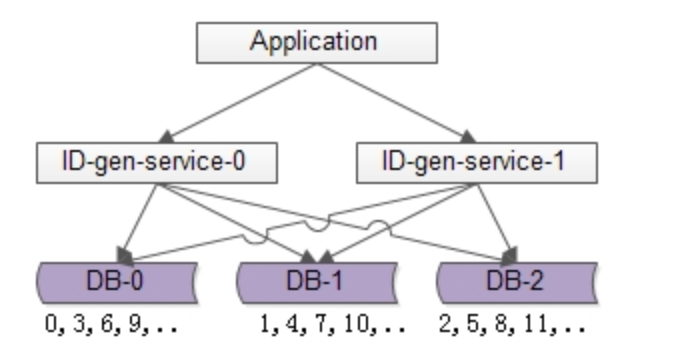 Application
ID-gen-service-0 ID-gen-service-1
DB-0 DB-1 DB-2
0, 3, 6, 9, .. 1, 4, 7, 10, .. 2, 5, 8, 11, ..